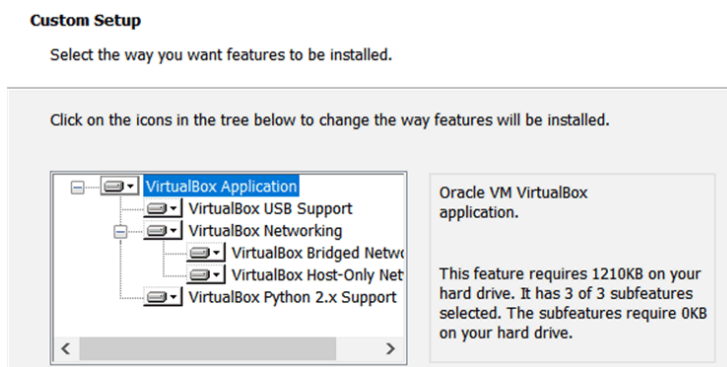 Custom Setup
Select the way you want features to be installed.
Click on the icons in the tree below to change the way features will be installed.
VirtualBox Application
VirtualBox USB Support
VirtualBox Networking
VirtualBox Bridged Netwo
VirtualBox Host-Only Net
VirtualBox Python 2.x Support
Oracle VM VirtualBox
application.
This feature requires 1210KB on your
hard drive. It has 3 of 3 subfeatures
selected. The subfeatures require 0KB
on your hard drive.